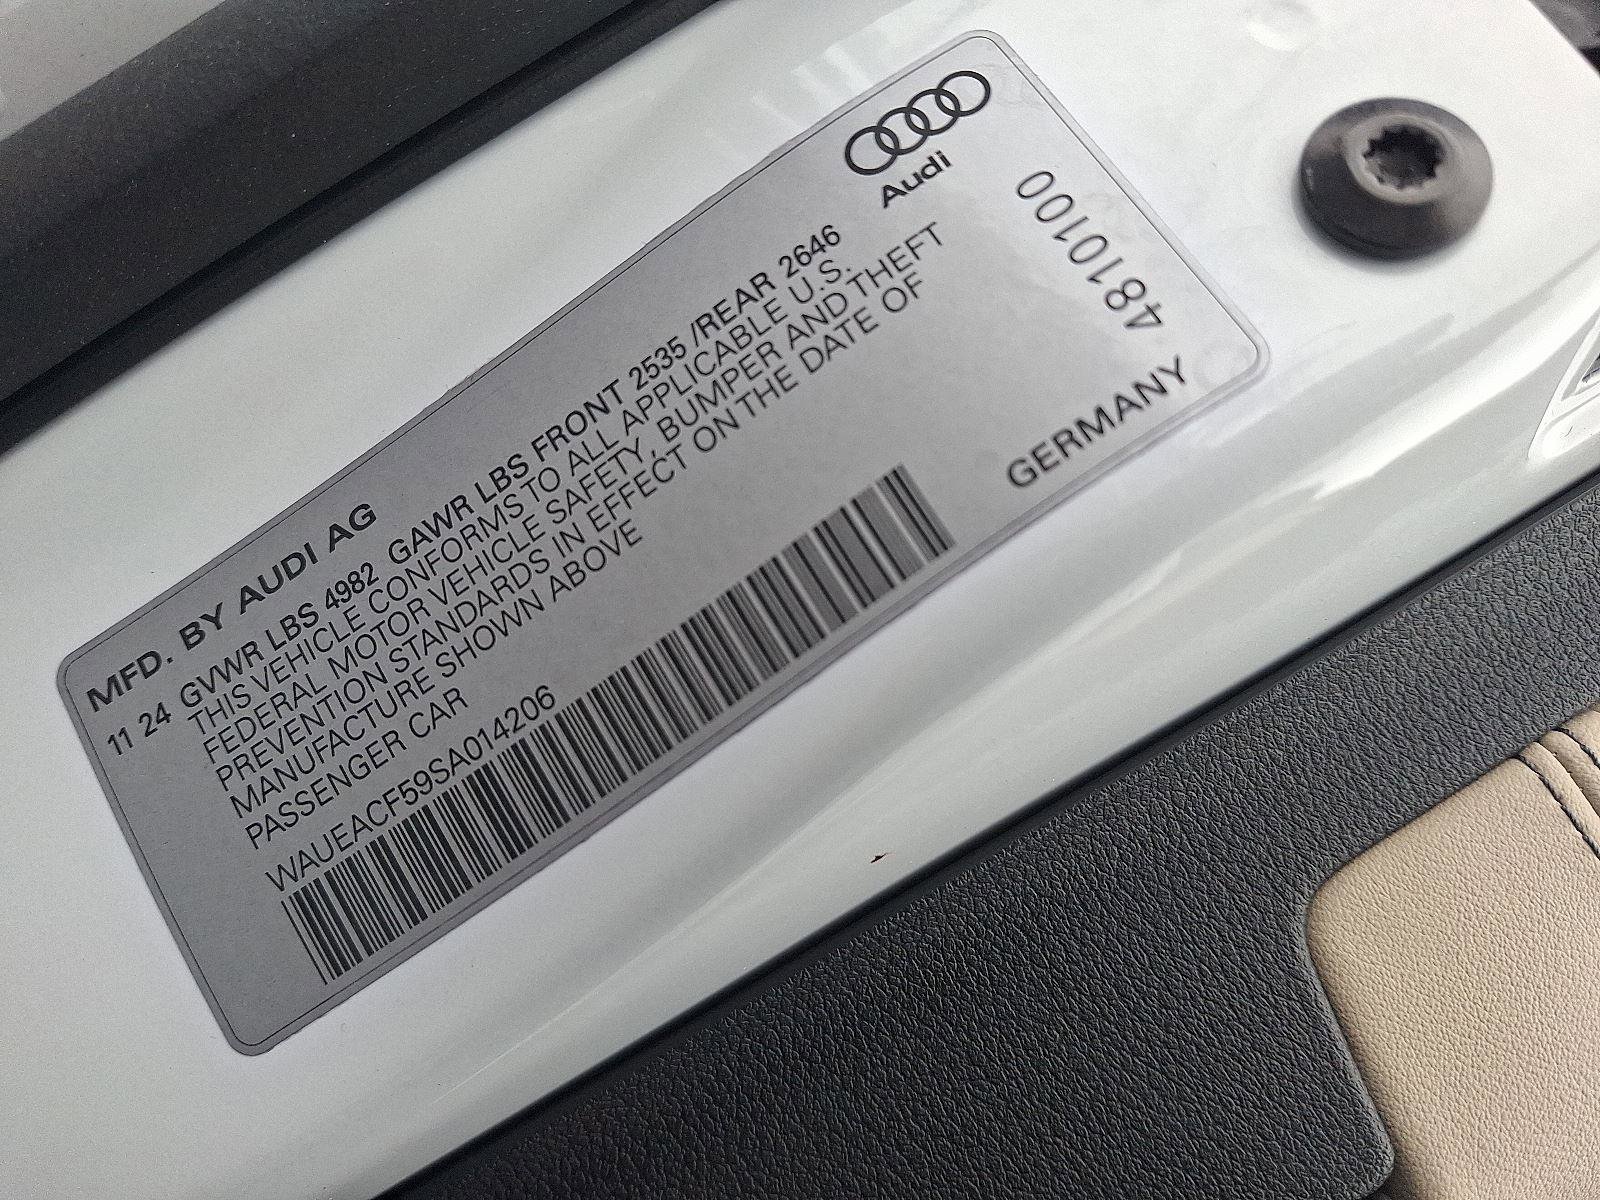 MFD. BY AUDI AG
11 24 GVWR LBS 4982 GAWR LBS FRONT 2535 /REAR 2646
THIS VEHICLE CONFORMS TO ALL APPLICABLE U.S.
FEDERAL MOTOR VEHICLE SAFETY, BUMPER AND THEFT
PREVENTION STANDARDS IN EFFECT ON THE DATE OF
MANUFACTURE SHOWN ABOVE
PASSENGER CAR
WAUEACF59SA014206
Audi
4810100
GERMANY